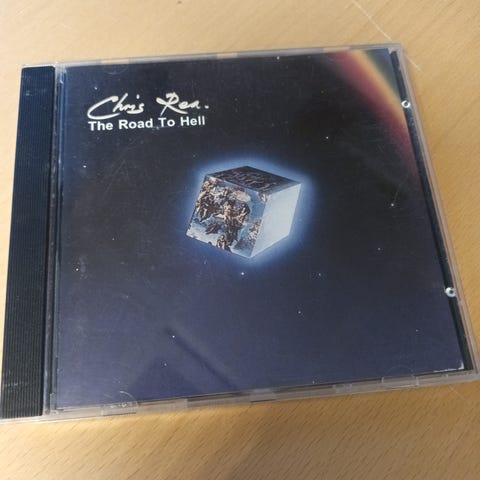 Chris Rea.
The Road To Hell